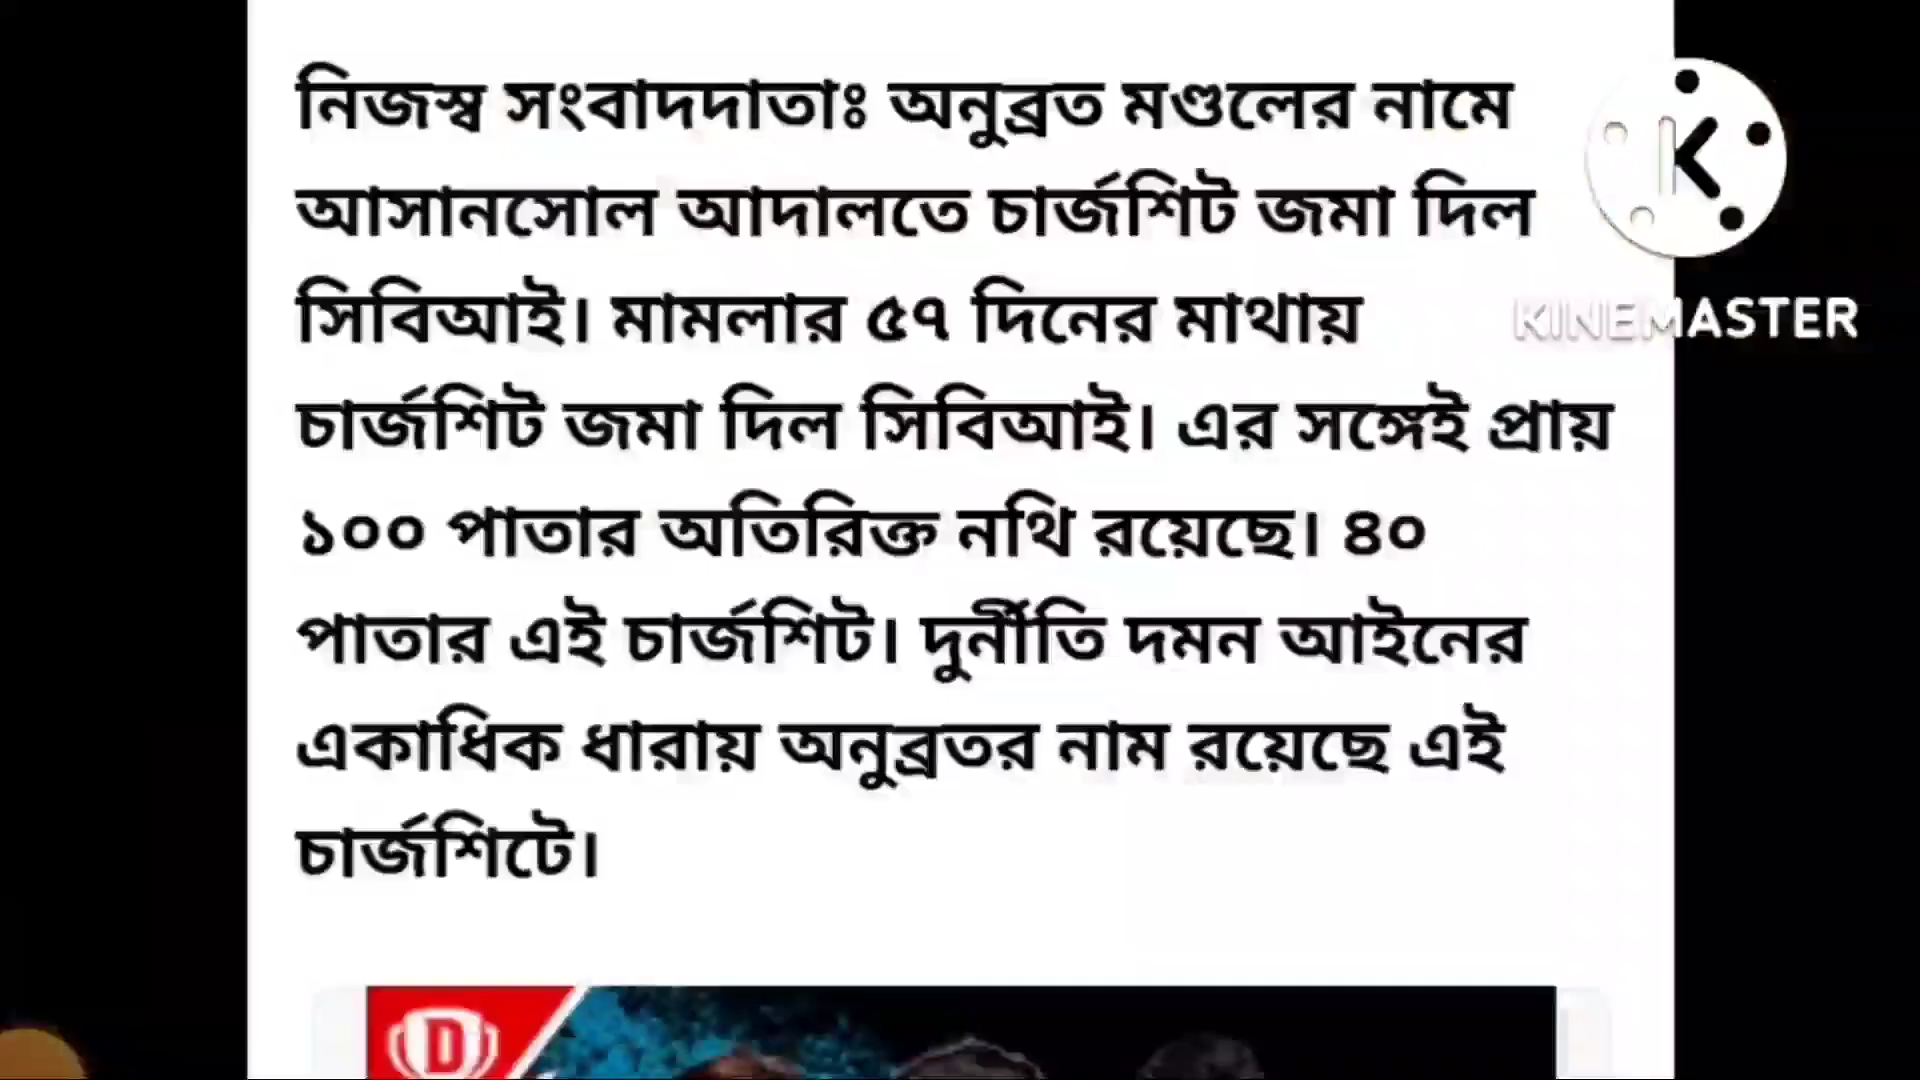 নিজস্ব সংবাদদাতাঃ অনুব্রত মণ্ডলের নামে
আসানসোল আদালতে চার্জশিট জমা দিল
সিবিআই। মামলার ৫৭ দিনের মাথায়
চার্জশিট জমা দিল সিবিআই। এর সঙ্গেই প্রায়
১০০ পাতার অতিরিক্ত নথি রয়েছে। ৪০
পাতার এই চার্জশিট। দুর্নীতি দমন আইনের
একাধিক ধারায় অনুব্রতর নাম রয়েছে এই
চার্জশিটে।
K
KINEMASTER
D